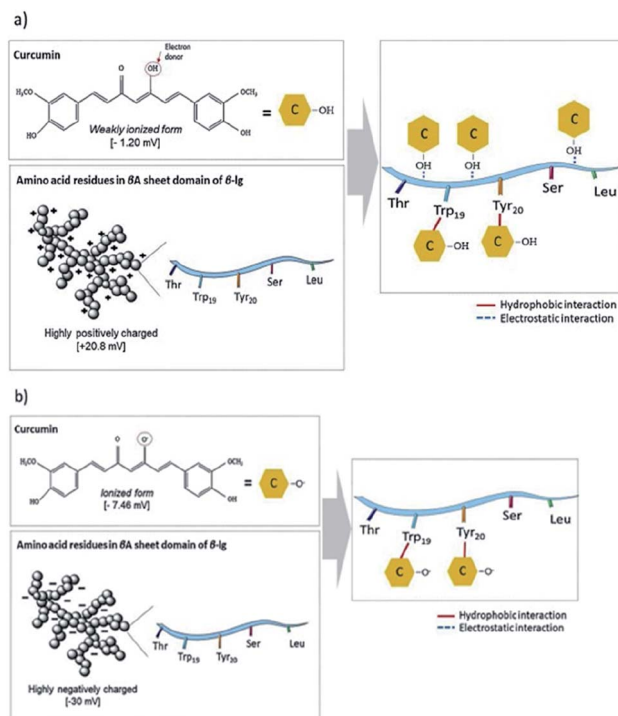 a)
Curcumin
Electron
donor
O
OH
H₃CO
OCH₃
HO
OH
Weakly ionized form
[- 1.20 mV]
=
C
-OH
Amino acid residues in βA sheet domain of β-lg
Highly positively charged
[+20.8 mV]
Thr
Trp₁₉
Tyr₂₀
Ser
Leu
C
C
C
OH
OH
OH
Thr
Trp₁₉
Tyr₂₀
Ser
Leu
C
-OH
C
-OH
Hydrophobic interaction
Electrostatic interaction
b)
Curcumin
O
O⁻
H₃CO
OCH₃
HO
OH
Ionized form
[- 7.46 mV]
=
C
-O⁻
Amino acid residues in βA sheet domain of β-lg
Highly negatively charged
[-30 mV]
Thr
Trp₁₉
Tyr₂₀
Ser
Leu
Thr
Trp₁₉
Tyr₂₀
Ser
Leu
C
-O⁻
C
-O⁻
Hydrophobic interaction
Electrostatic interaction